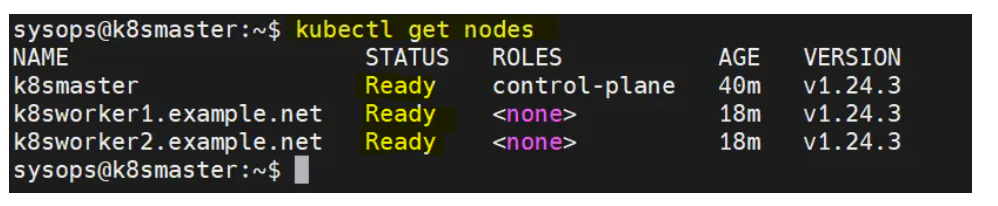 sysops@k8smaster:~$ kubectl get nodes
NAME STATUS ROLES AGE VERSION
k8smaster Ready control-plane 40m v1.24.3
k8sworker1.example.net Ready <none> 18m v1.24.3
k8sworker2.example.net Ready <none> 18m v1.24.3
sysops@k8smaster:~$